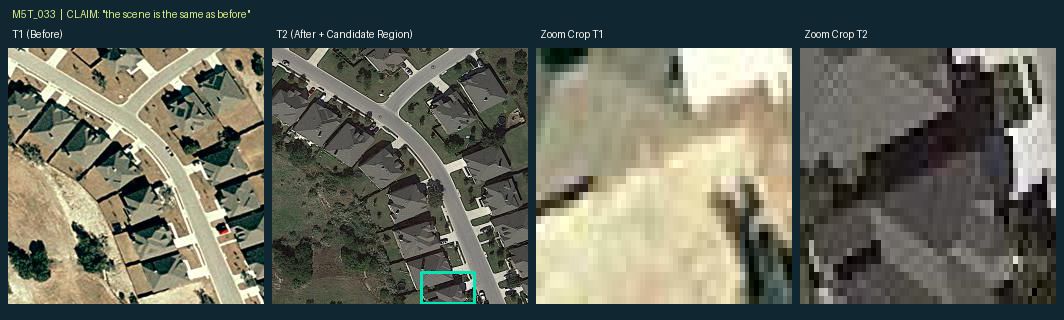 M5T_033 | CLAIM: "the scene is the same as before"
T1 (Before)
T2 (After + Candidate Region)
Zoom Crop T1
Zoom Crop T2